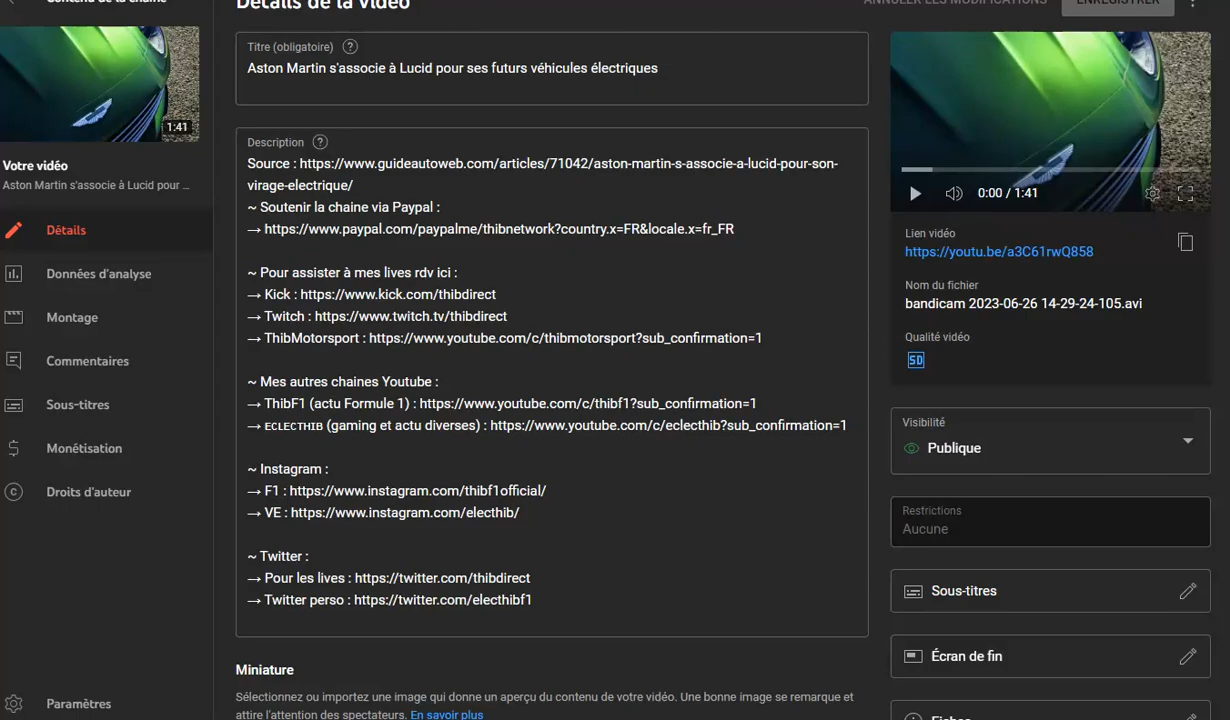 Contenu de la chaîne
1:41
Votre vidéo
Aston Martin s'associe à Lucid pour ...
Détails
Données d'analyse
Montage
Commentaires
Sous-titres
Monétisation
Droits d'auteur
Paramètres
Détails de la vidéo
ANNULER LES MODIFICATIONS
ENREGISTRER
Titre (obligatoire)
Aston Martin s'associe à Lucid pour ses futurs véhicules électriques
Description
Source : https://www.guideautoweb.com/articles/71042/aston-martin-s-associe-a-lucid-pour-son-
virage-electrique/
~ Soutenir la chaine via Paypal :
→ https://www.paypal.com/paypalme/thibnetwork?country.x=FR&locale.x=fr_FR
~ Pour assister à mes lives rdv ici :
→ Kick : https://www.kick.com/thibdirect
→ Twitch : https://www.twitch.tv/thibdirect
→ ThibMotorsport : https://www.youtube.com/c/thibmotorsport?sub_confirmation=1
~ Mes autres chaines Youtube :
→ ThibF1 (actu Formule 1) : https://www.youtube.com/c/thibf1?sub_confirmation=1
→ ᴇᴄʟᴇᴄᴛʜɪʙ (gaming et actu diverses) : https://www.youtube.com/c/eclecthib?sub_confirmation=1
~ Instagram :
→ F1 : https://www.instagram.com/thibf1official/
→ VE : https://www.instagram.com/electhib/
~ Twitter :
→ Pour les lives : https://twitter.com/thibdirect
→ Twitter perso : https://twitter.com/electhibf1
Miniature
Sélectionnez ou importez une image qui donne un aperçu du contenu de votre vidéo. Une bonne image se remarque et
attire l'attention des spectateurs. En savoir plus
0:00 / 1:41
Lien vidéo
https://youtu.be/a3C61rwQ858
Nom du fichier
bandicam 2023-06-26 14-29-24-105.avi
Qualité vidéo
SD
Visibilité
Publique
Restrictions
Aucune
Sous-titres
Écran de fin
Fiches